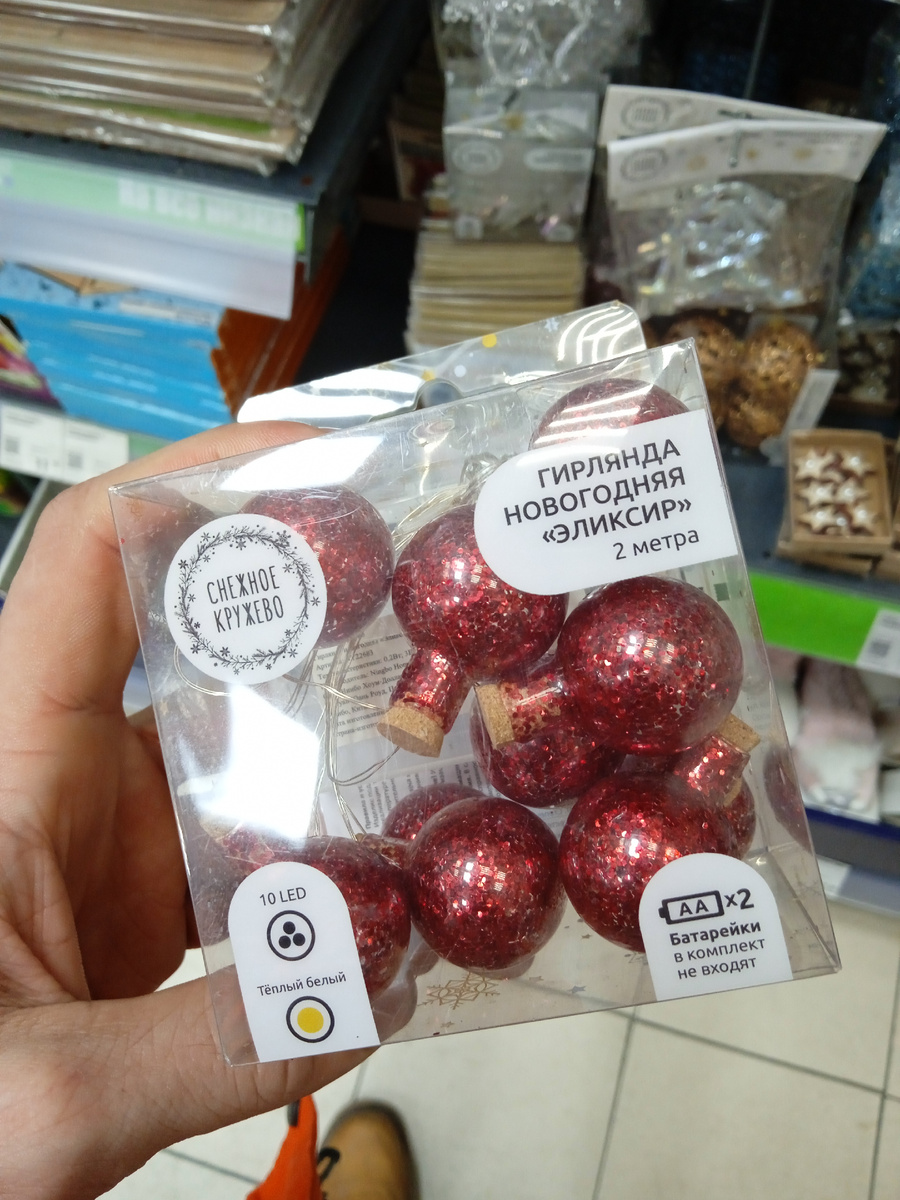 ГИРЛЯНДА
НОВОГОДНЯЯ
«ЭЛИКСИР»
2 метра
СНЕЖНОЕ
КРУЖЕВО
10 LED
Тёплый белый
AA x2
Батарейки
в комплект
не входят